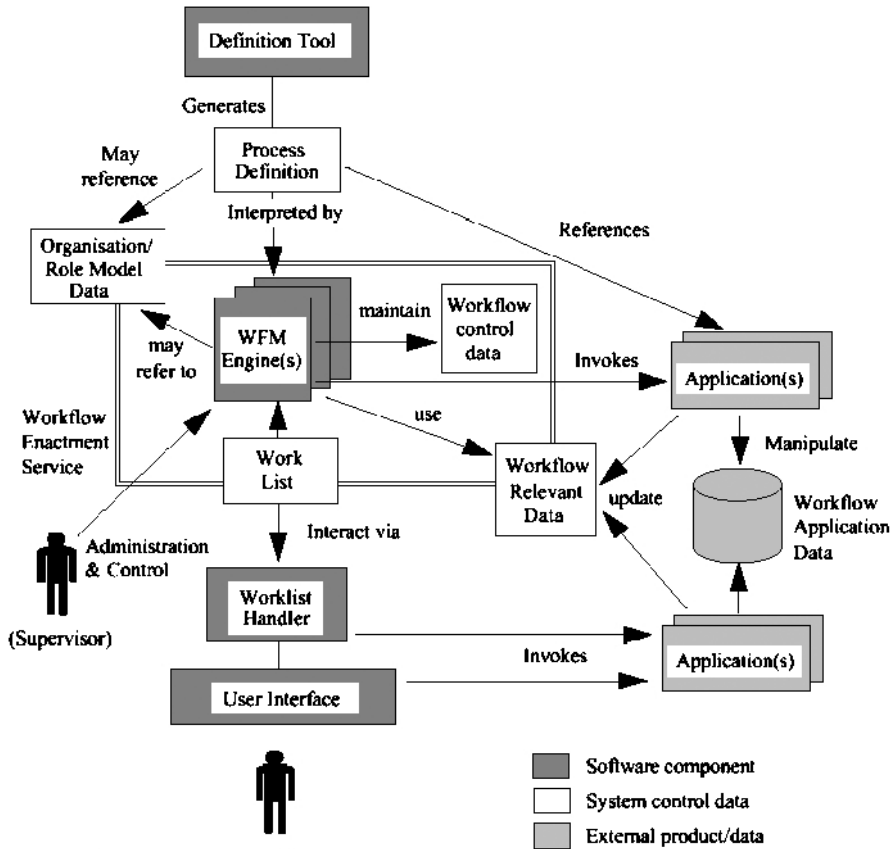 Definition Tool
Generates
May
reference
Process
Definition
Interpreted by
References
Organisation/
Role Model
Data
WFM
Engine(s)
maintain
Workflow
control
data
may
refer to
Invokes
Application(s)
use
Workflow
Enactment
Service
Work
List
Workflow
Relevant
Data
Manipulate
update
Workflow
Application
Data
Interact via
Administration
& Control
(Supervisor)
Worklist
Handler
Invokes
Application(s)
User Interface
Software component
System control data
External product/data